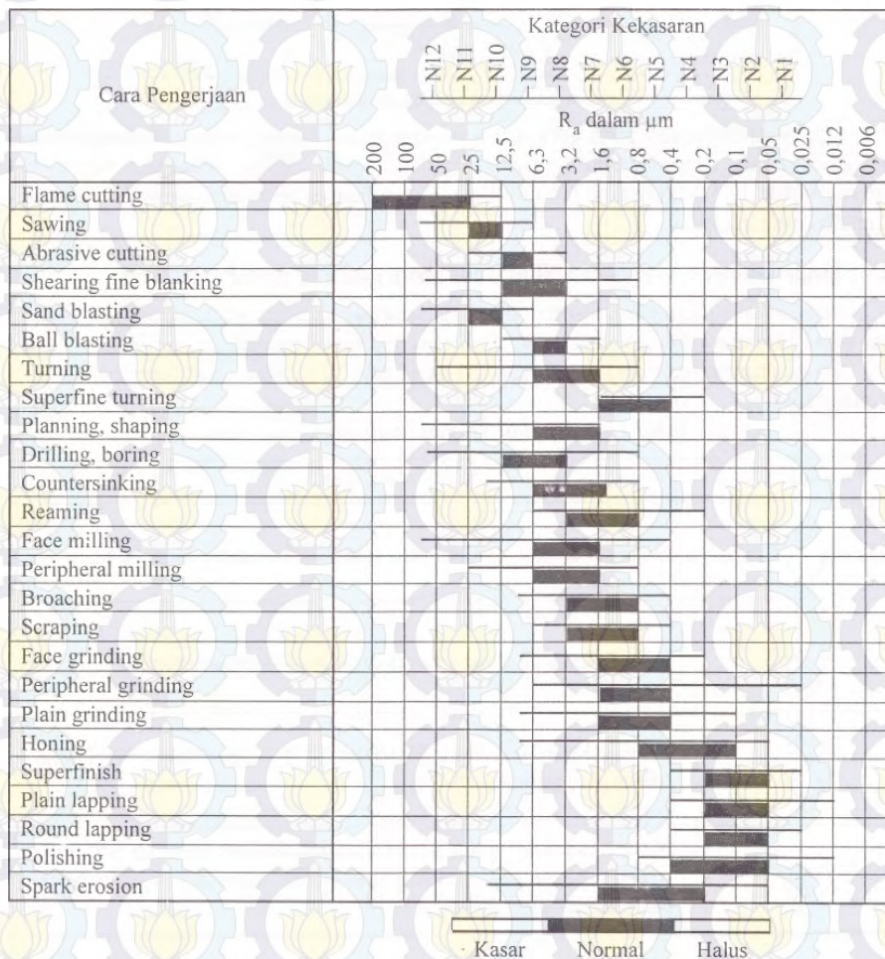 Kategori Kekasaran
Cara Pengerjaan
N12 N11 N10 N9 N8 N7 N6 N5 N4 N3 N2 N1
Ra dalam µm
200 100 50 25 12,5 6,3 3,2 1,6 0,8 0,4 0,2 0,1 0,05 0,025 0,012 0,006
Flame cutting
Sawing
Abrasive cutting
Shearing fine blanking
Sand blasting
Ball blasting
Turning
Superfine turning
Planning, shaping
Drilling, boring
Countersinking
Reaming
Face milling
Peripheral milling
Broaching
Scraping
Face grinding
Peripheral grinding
Plain grinding
Honing
Superfinish
Plain lapping
Round lapping
Polishing
Spark erosion
Kasar Normal Halus